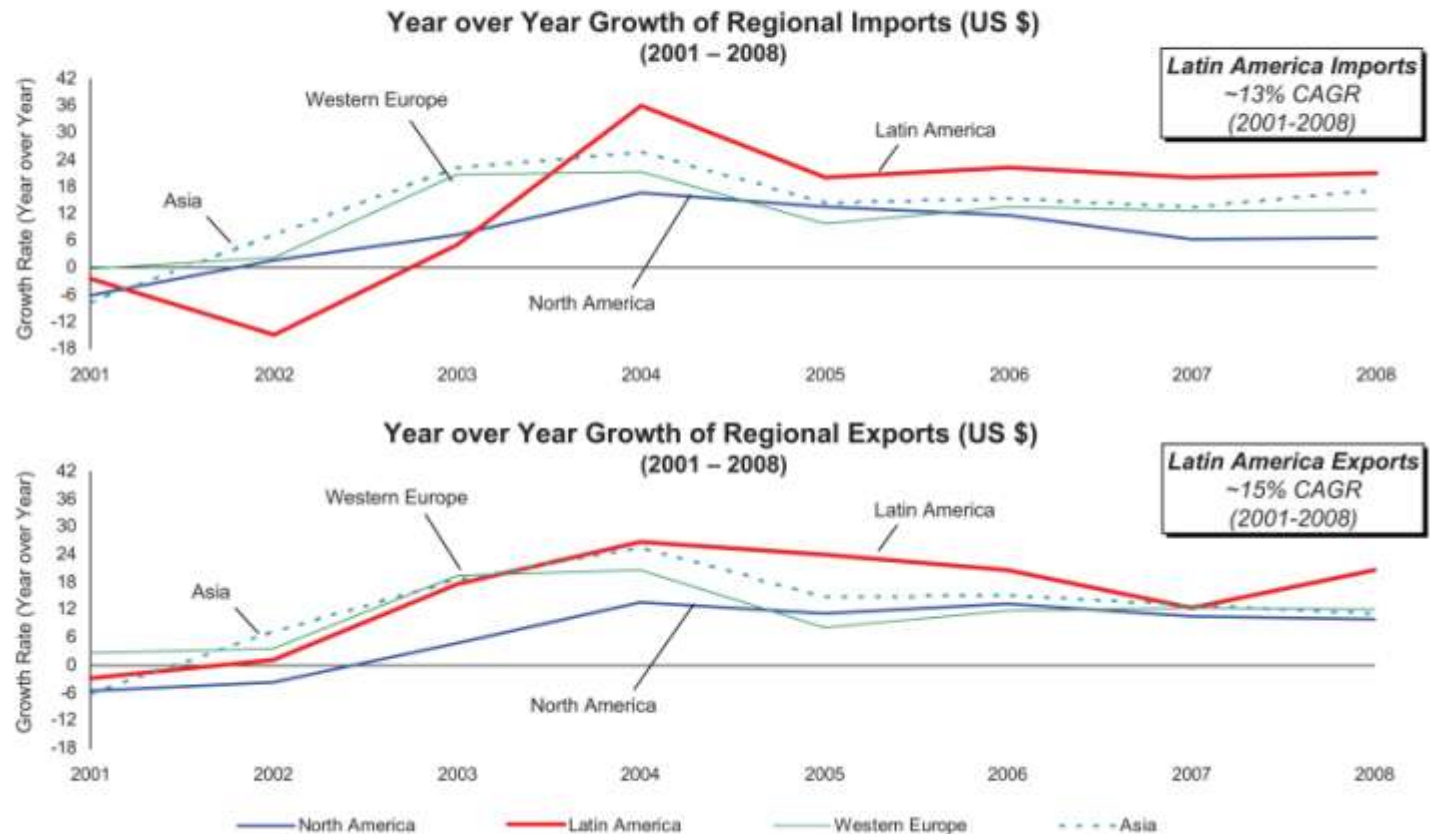 Year over Year Growth of Regional Imports (US $)
(2001 – 2008)
Latin America Imports
~13% CAGR
(2001-2008)
Growth Rate (Year over Year)
42
36
30
24
18
12
6
0
-6
-12
-18
Western Europe
Latin America
Asia
North America
2001 2002 2003 2004 2005 2006 2007 2008
Year over Year Growth of Regional Exports (US $)
(2001 – 2008)
Latin America Exports
~15% CAGR
(2001-2008)
Growth Rate (Year over Year)
42
36
30
24
18
12
6
0
-6
-12
-18
Western Europe
Latin America
Asia
North America
2001 2002 2003 2004 2005 2006 2007 2008
North America Latin America Western Europe Asia